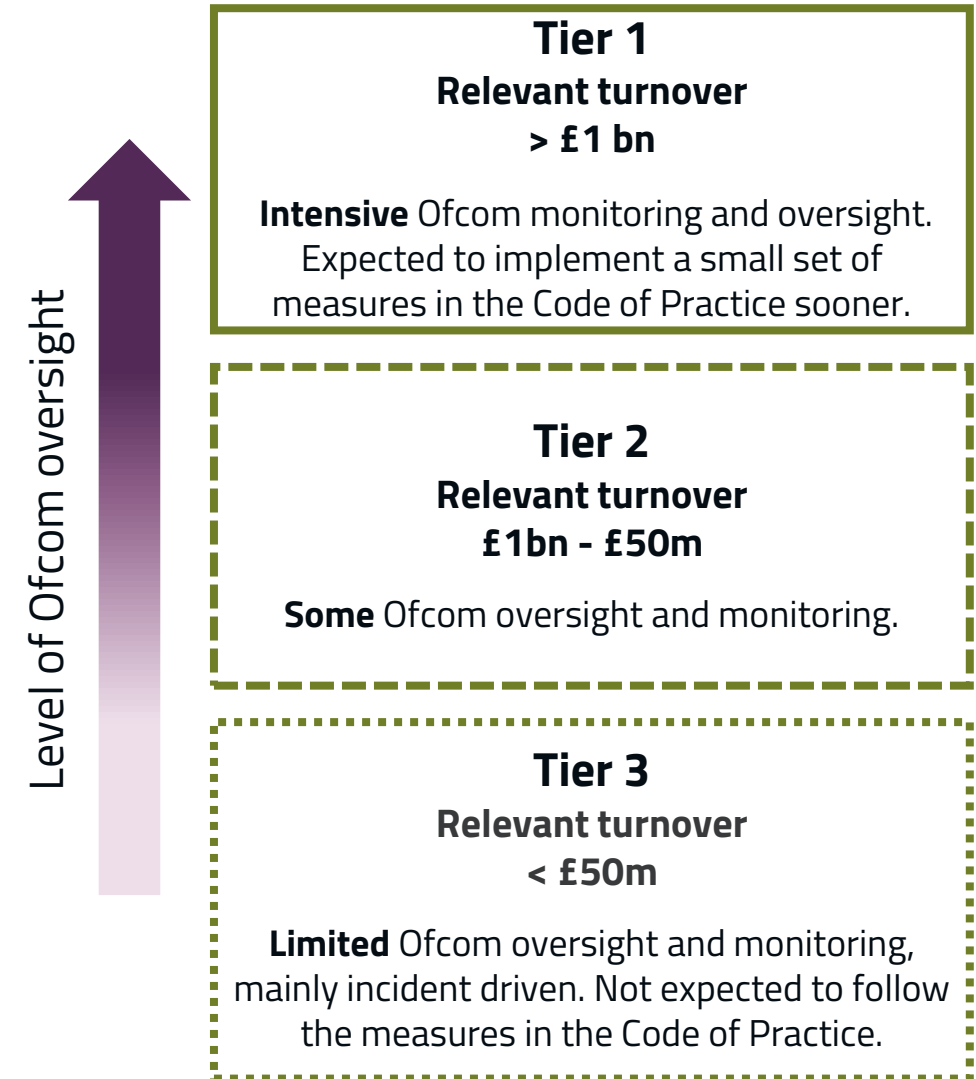 Level of Ofcom oversight
Tier 1
Relevant turnover
> £1 bn
Intensive Ofcom monitoring and oversight.
Expected to implement a small set of
measures in the Code of Practice sooner.
Tier 2
Relevant turnover
£1bn - £50m
Some Ofcom oversight and monitoring.
Tier 3
Relevant turnover
< £50m
Limited Ofcom oversight and monitoring,
mainly incident driven. Not expected to follow
the measures in the Code of Practice.